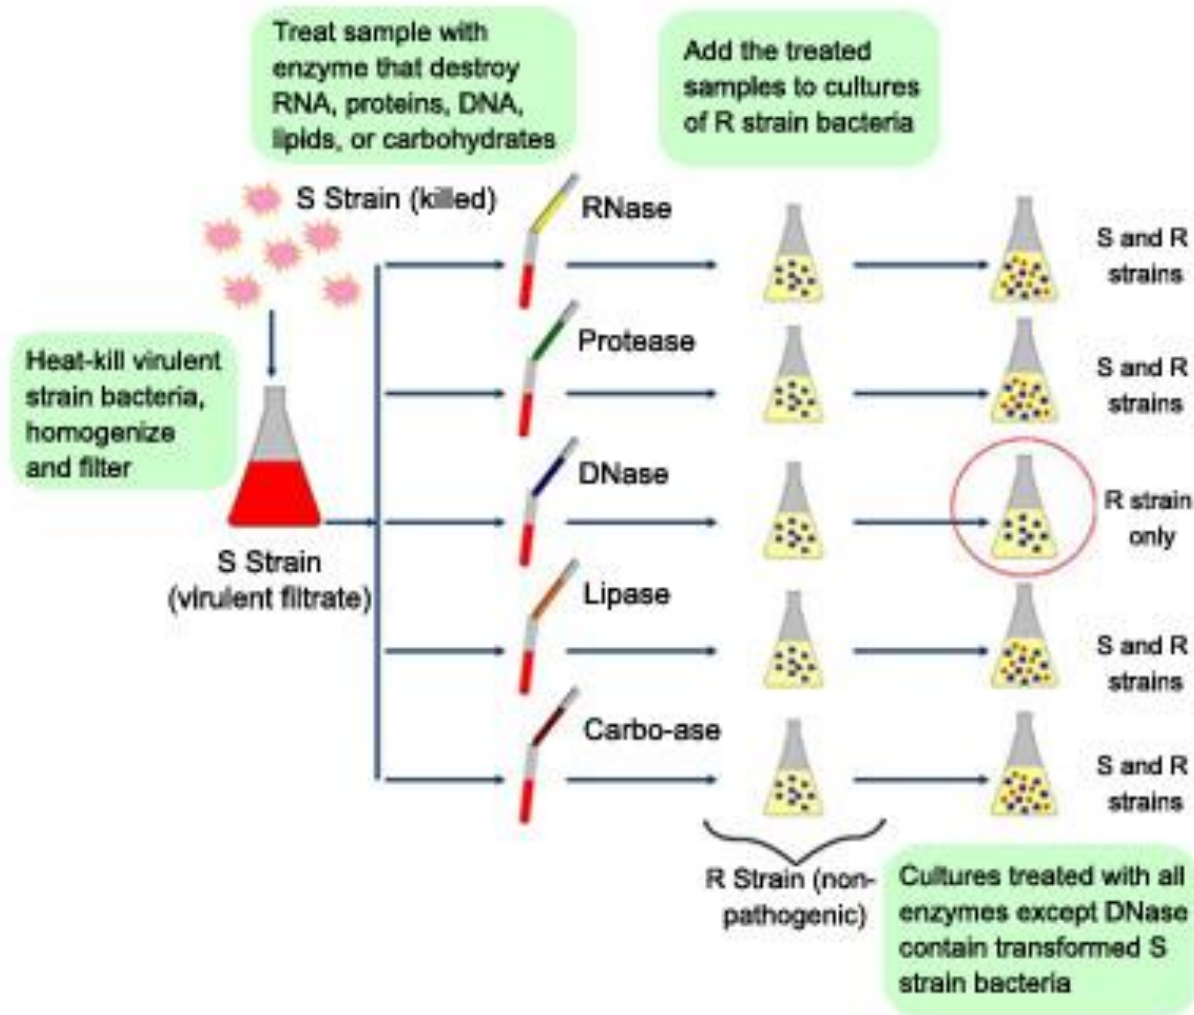 Treat sample with
enzyme that destroy
RNA, proteins, DNA,
lipids, or carbohydrates
Add the treated
samples to cultures
of R strain bacteria
S Strain (killed)
RNase
S and R
strains
Heat-kill virulent
strain bacteria,
homogenize
and filter
Protease
S and R
strains
DNase
R strain
only
S Strain
(virulent filtrate)
Lipase
S and R
strains
Carbo-ase
S and R
strains
R Strain (non-
pathogenic)
Cultures treated with all
enzymes except DNase
contain transformed S
strain bacteria